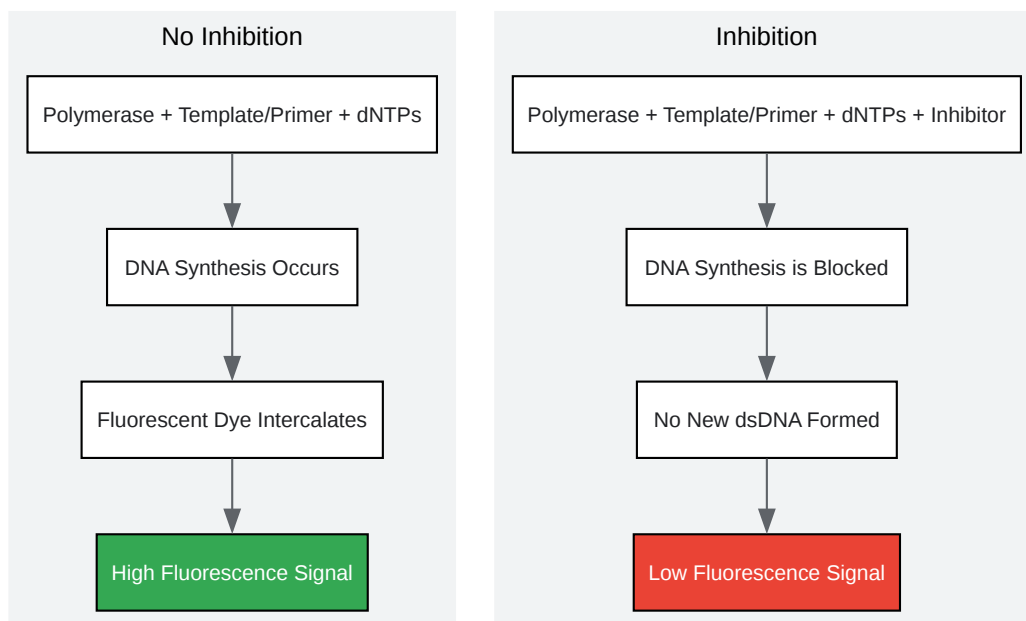 No Inhibition
Polymerase + Template/Primer + dNTPs
DNA Synthesis Occurs
Fluorescent Dye Intercalates
High Fluorescence Signal
Inhibition
Polymerase + Template/Primer + dNTPs + Inhibitor
DNA Synthesis is Blocked
No New dsDNA Formed
Low Fluorescence Signal